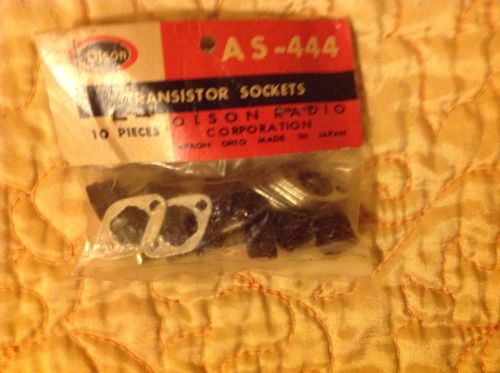 Olson
AS-444
TRANSISTOR SOCKETS
OLSON RADIO
10 PIECES CORPORATION
AKRON OHIO MADE IN JAPAN